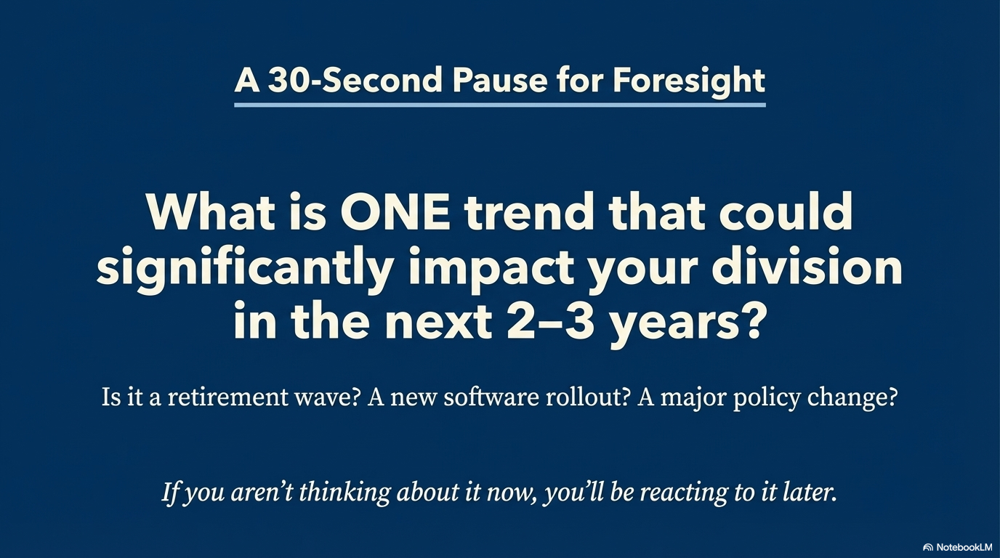 A 30-Second Pause for Foresight
What is ONE trend that could
significantly impact your division
in the next 2–3 years?
Is it a retirement wave? A new software rollout? A major policy change?
If you aren’t thinking about it now, you’ll be reacting to it later.
NotebookLM